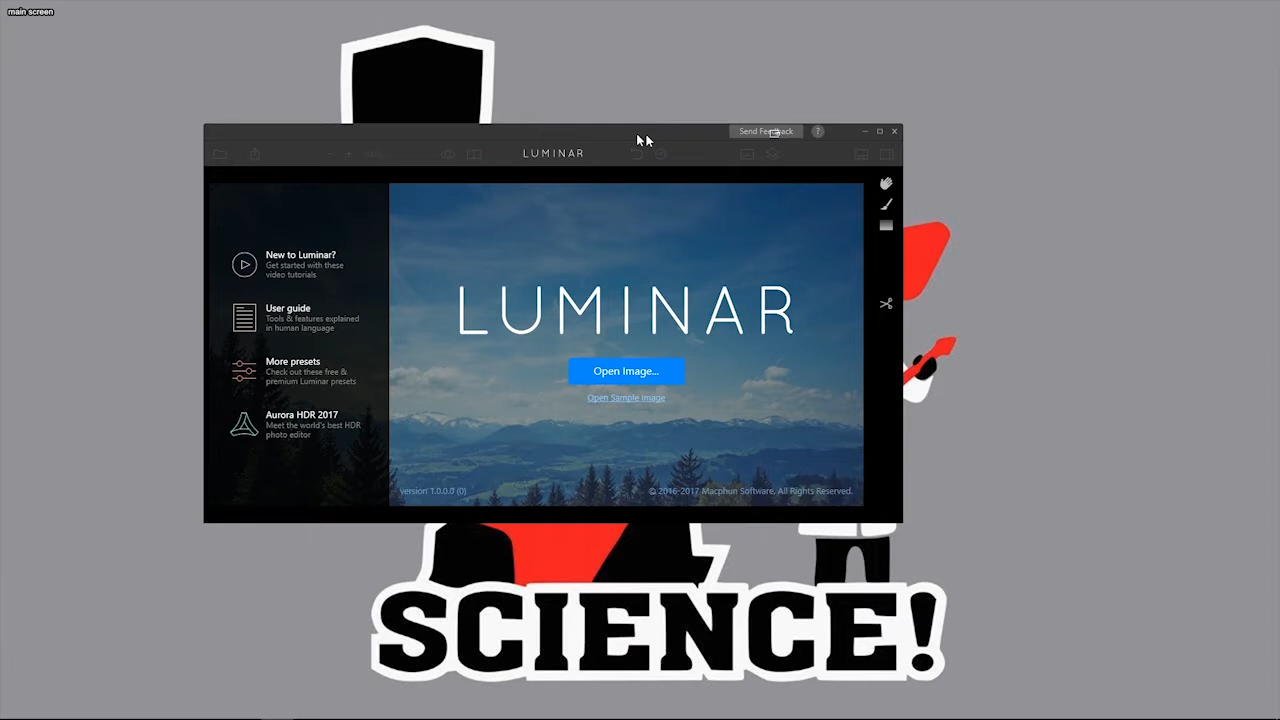 main screen
Send Feedback
?
LUMINAR
New to Luminar?
Get started with these
video tutorials
User guide
Tools & features explained
in human language
More presets
Check out these free &
premium Luminar presets
Aurora HDR 2017
Meet the world's best HDR
photo editor
LUMINAR
Open Image...
Open Sample Image
version 1.0.0.0 (0)
© 2016-2017 Macphun Software, All Rights Reserved.
SCIENCE!